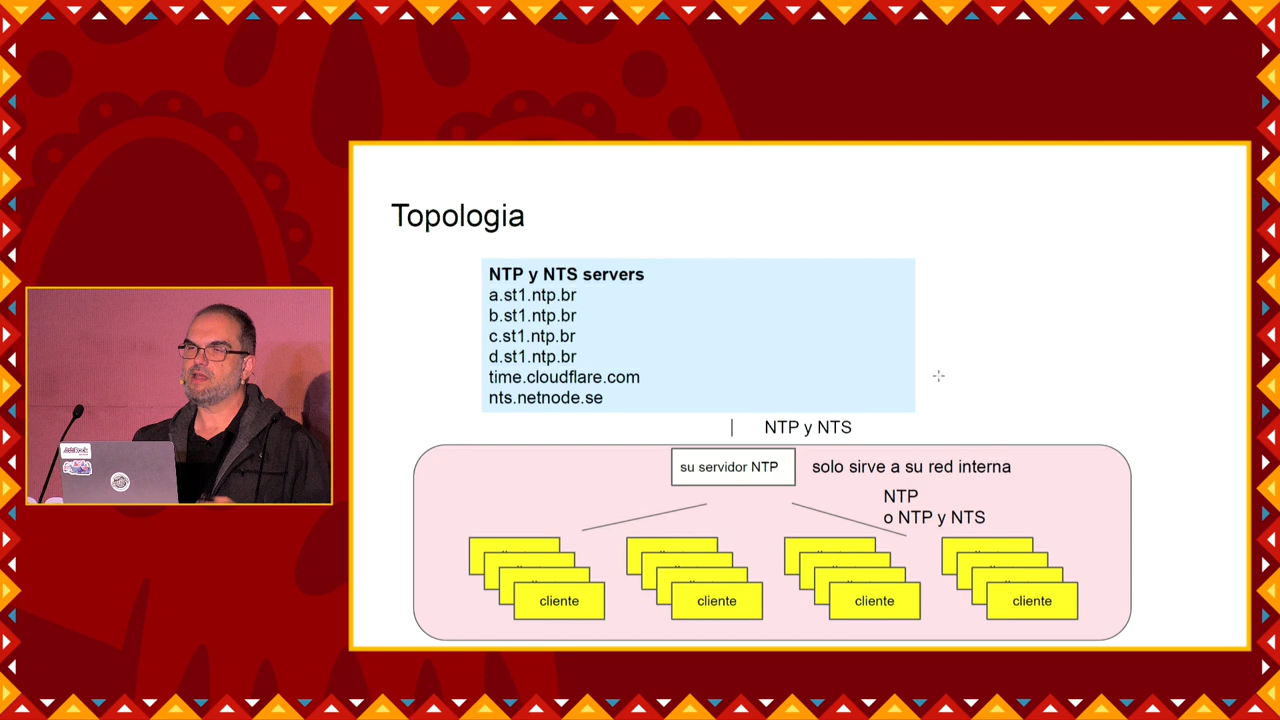 Topologia
NTP y NTS servers
a.st1.ntp.br
b.st1.ntp.br
c.st1.ntp.br
d.st1.ntp.br
time.cloudflare.com
nts.netnode.se
NTP y NTS
su servidor NTP
solo sirve a su red interna
NTP
o NTP y NTS
cliente
cliente
cliente
cliente